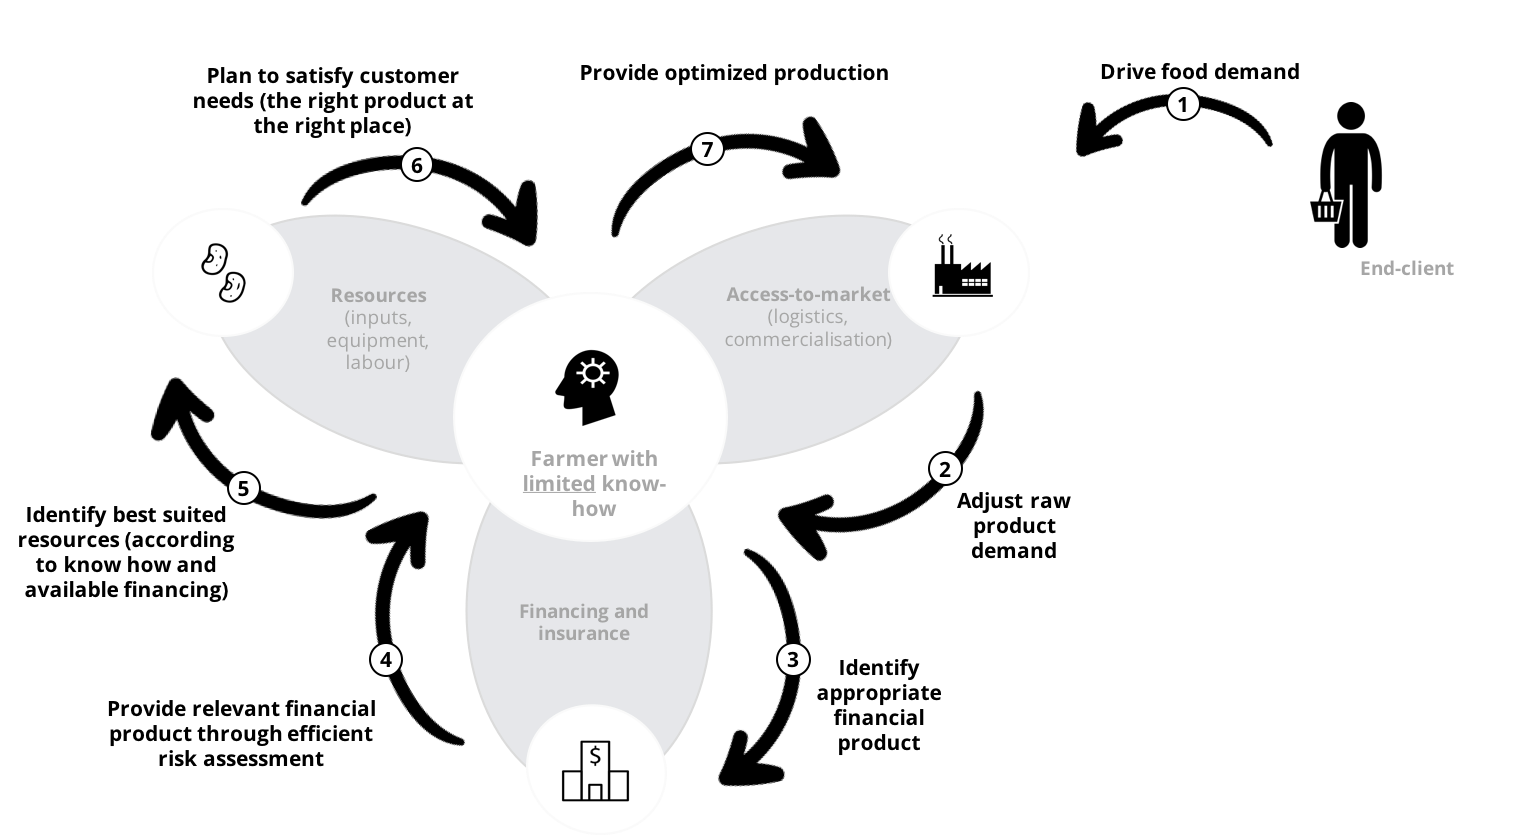 Plan to satisfy customer
needs (the right product at
the right place)
6
Provide optimized production
7
Drive food demand
1
End-client
Resources
(inputs,
equipment,
labour)
Access-to-market
(logistics,
commercialisation)
Farmer with
limited know-
how
2
Adjust raw
product
demand
5
Identify best suited
resources (according
to know how and
available financing)
Financing and
insurance
4
Provide relevant financial
product through efficient
risk assessment
3
Identify
appropriate
financial
product
$